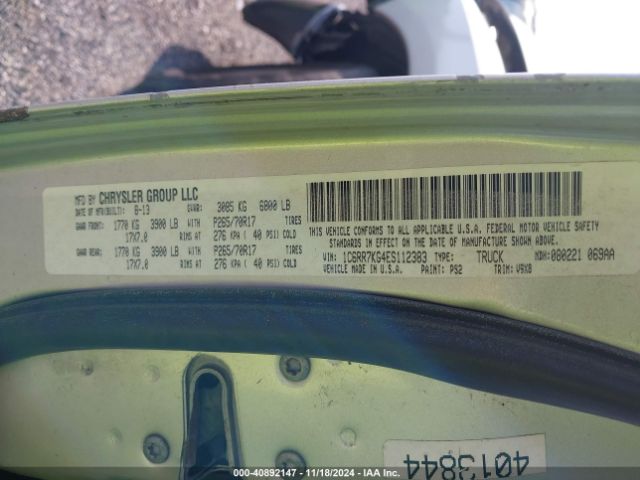 MFD BY CHRYSLER GROUP LLC
DATE OF MFR(BUILT): 8-13 GVWR: 3085 KG 6800 LB
GAWR FRONT: 1770 KG 3900 LB WITH P265/70R17 TIRES
17X7.0 RIMS AT 276 KPA ( 40 PSI) COLD
GAWR REAR: 1770 KG 3900 LB WITH P265/70R17 TIRES
17X7.0 RIMS AT 276 KPA ( 40 PSI) COLD
THIS VEHICLE CONFORMS TO ALL APPLICABLE U.S.A. FEDERAL MOTOR VEHICLE SAFETY
STANDARDS IN EFFECT ON THE DATE OF MANUFACTURE SHOWN ABOVE.
VIN: 1C6RR7KG4ES112383 TYPE: TRUCK MDH: 080221 069AA
VEHICLE MADE IN U.S.A. PAINT: PS2 TRIM: V9X8
4013844
000-40892147 - 11/18/2024 - IAA Inc.